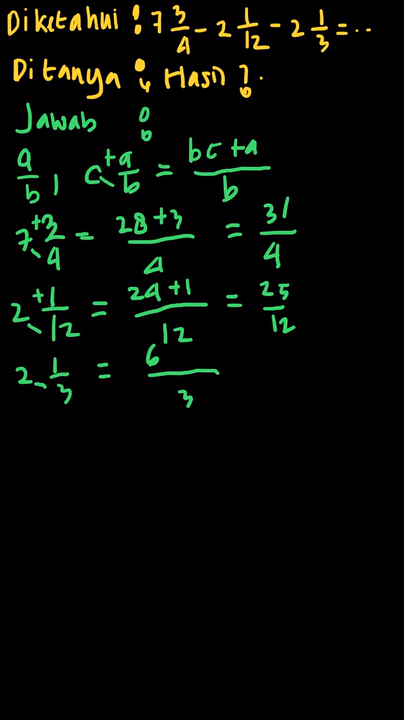 Diketahui : 7 3/4 - 2 1/12 - 2 1/3 = ...
Ditanya : Hasil ?
Jawab :
a/b, c + a/b = bc + a/b
7 + 3/4 = 28 + 3/4 = 31/4
2 + 1/12 = 24 + 1/12 = 25/12
2 1/3 = 6/3